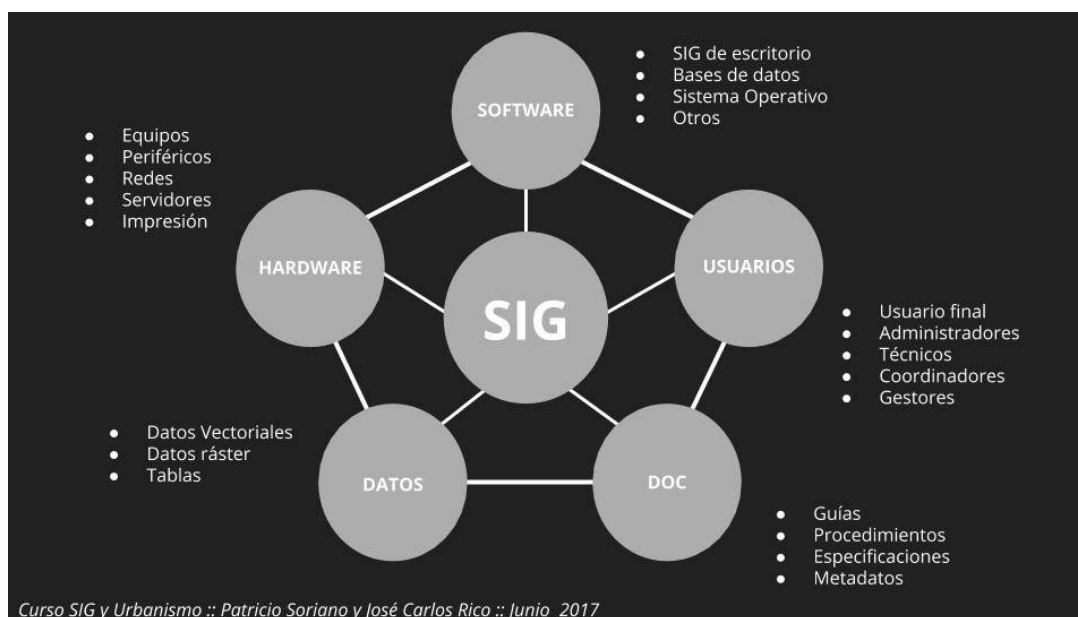 SOFTWARE
● SIG de escritorio
● Bases de datos
● Sistema Operativo
● Otros
● Equipos
● Periféricos
● Redes
● Servidores
● Impresión
HARDWARE
USUARIOS
SIG
● Usuario final
● Administradores
● Técnicos
● Coordinadores
● Gestores
● Datos Vectoriales
● Datos ráster
● Tablas
DATOS
DOC
● Guías
● Procedimientos
● Especificaciones
● Metadatos
Curso SIG y Urbanismo :: Patricio Soriano y José Carlos Rico :: Junio 2017